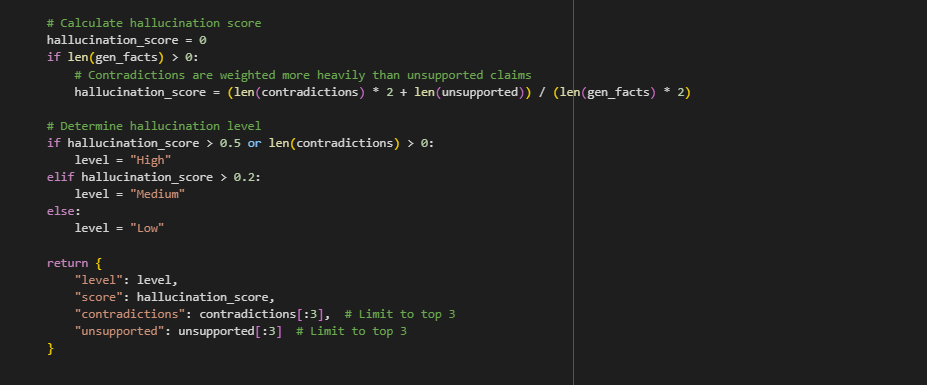 # Calculate hallucination score
hallucination_score = 0
if len(gen_facts) > 0:
    # Contradictions are weighted more heavily than unsupported claims
    hallucination_score = (len(contradictions) * 2 + len(unsupported)) / (len(gen_facts) * 2)

# Determine hallucination level
if hallucination_score > 0.5 or len(contradictions) > 0:
    level = "High"
elif hallucination_score > 0.2:
    level = "Medium"
else:
    level = "Low"

return {
    "level": level,
    "score": hallucination_score,
    "contradictions": contradictions[:3],  # Limit to top 3
    "unsupported": unsupported[:3]  # Limit to top 3
}